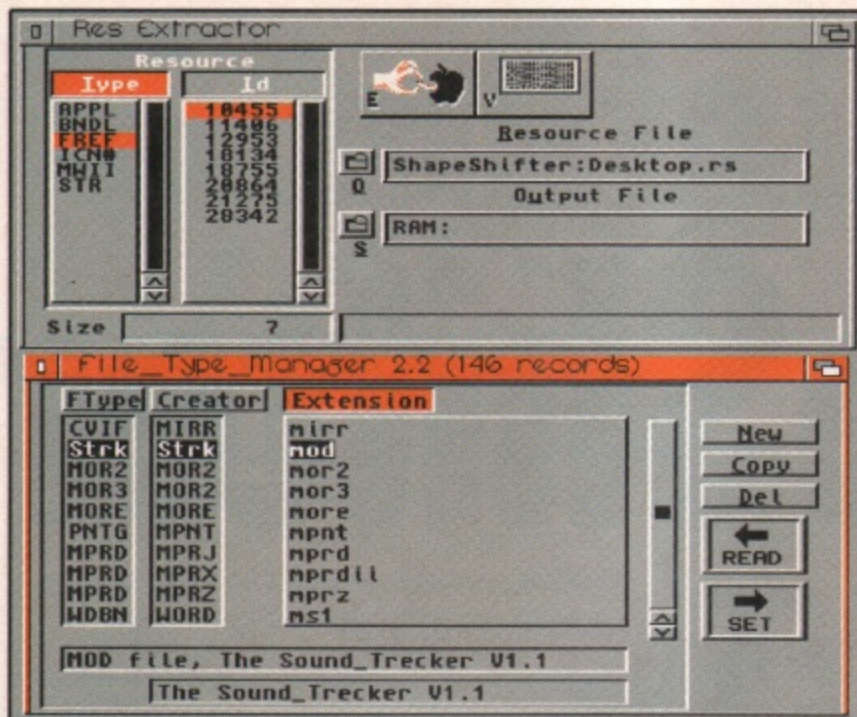 Res Extractor
Resource
Type Id
APPL
BNDL
FREF
ICN#
MWII
STR
10455
11406
12953
18134
18755
20864
21275
28342
E V
Resource File
Q ShapeShifter:Desktop.rs
Output File
S RAM:
Size 7
File_Type_Manager 2.2 (146 records)
FType Creator Extension
CVIF MIRR mirr
Strk Strk mod
MOR2 MOR2 mor2
MOR3 MOR2 mor3
MORE MORE more
PNTG MPNT mpnt
MPRD MPRJ mprd
MPRD MPRX mprdii
MPRD MPRZ mprz
WDBN WORD ms1
New
Copy
Del
READ
SET
MOD file, The Sound_Trecker V1.1
The Sound_Trecker V1.1